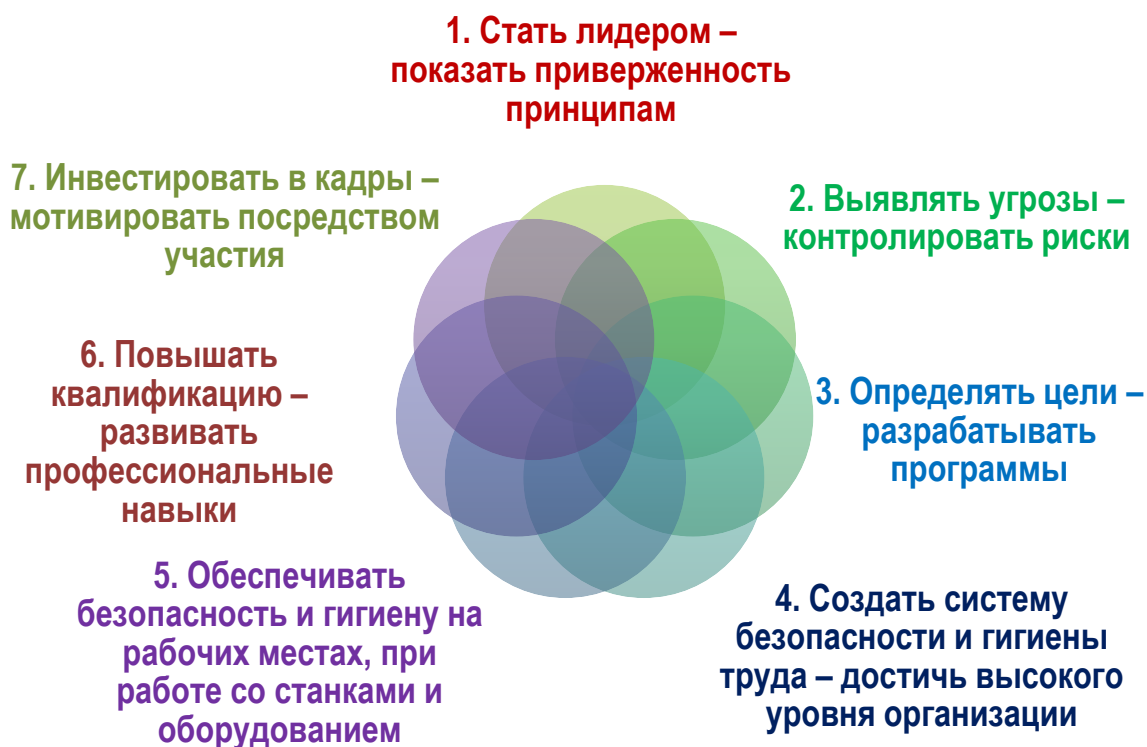 1. Стать лидером –
показать приверженность
принципам
2. Выявлять угрозы –
контролировать риски
3. Определять цели –
разрабатывать
программы
4. Создать систему
безопасности и гигиены
труда – достичь высокого
уровня организации
5. Обеспечивать
безопасность и гигиену на
рабочих местах, при
работе со станками и
оборудованием
6. Повышать
квалификацию –
развивать
профессиональные
навыки
7. Инвестировать в кадры –
мотивировать посредством
участия